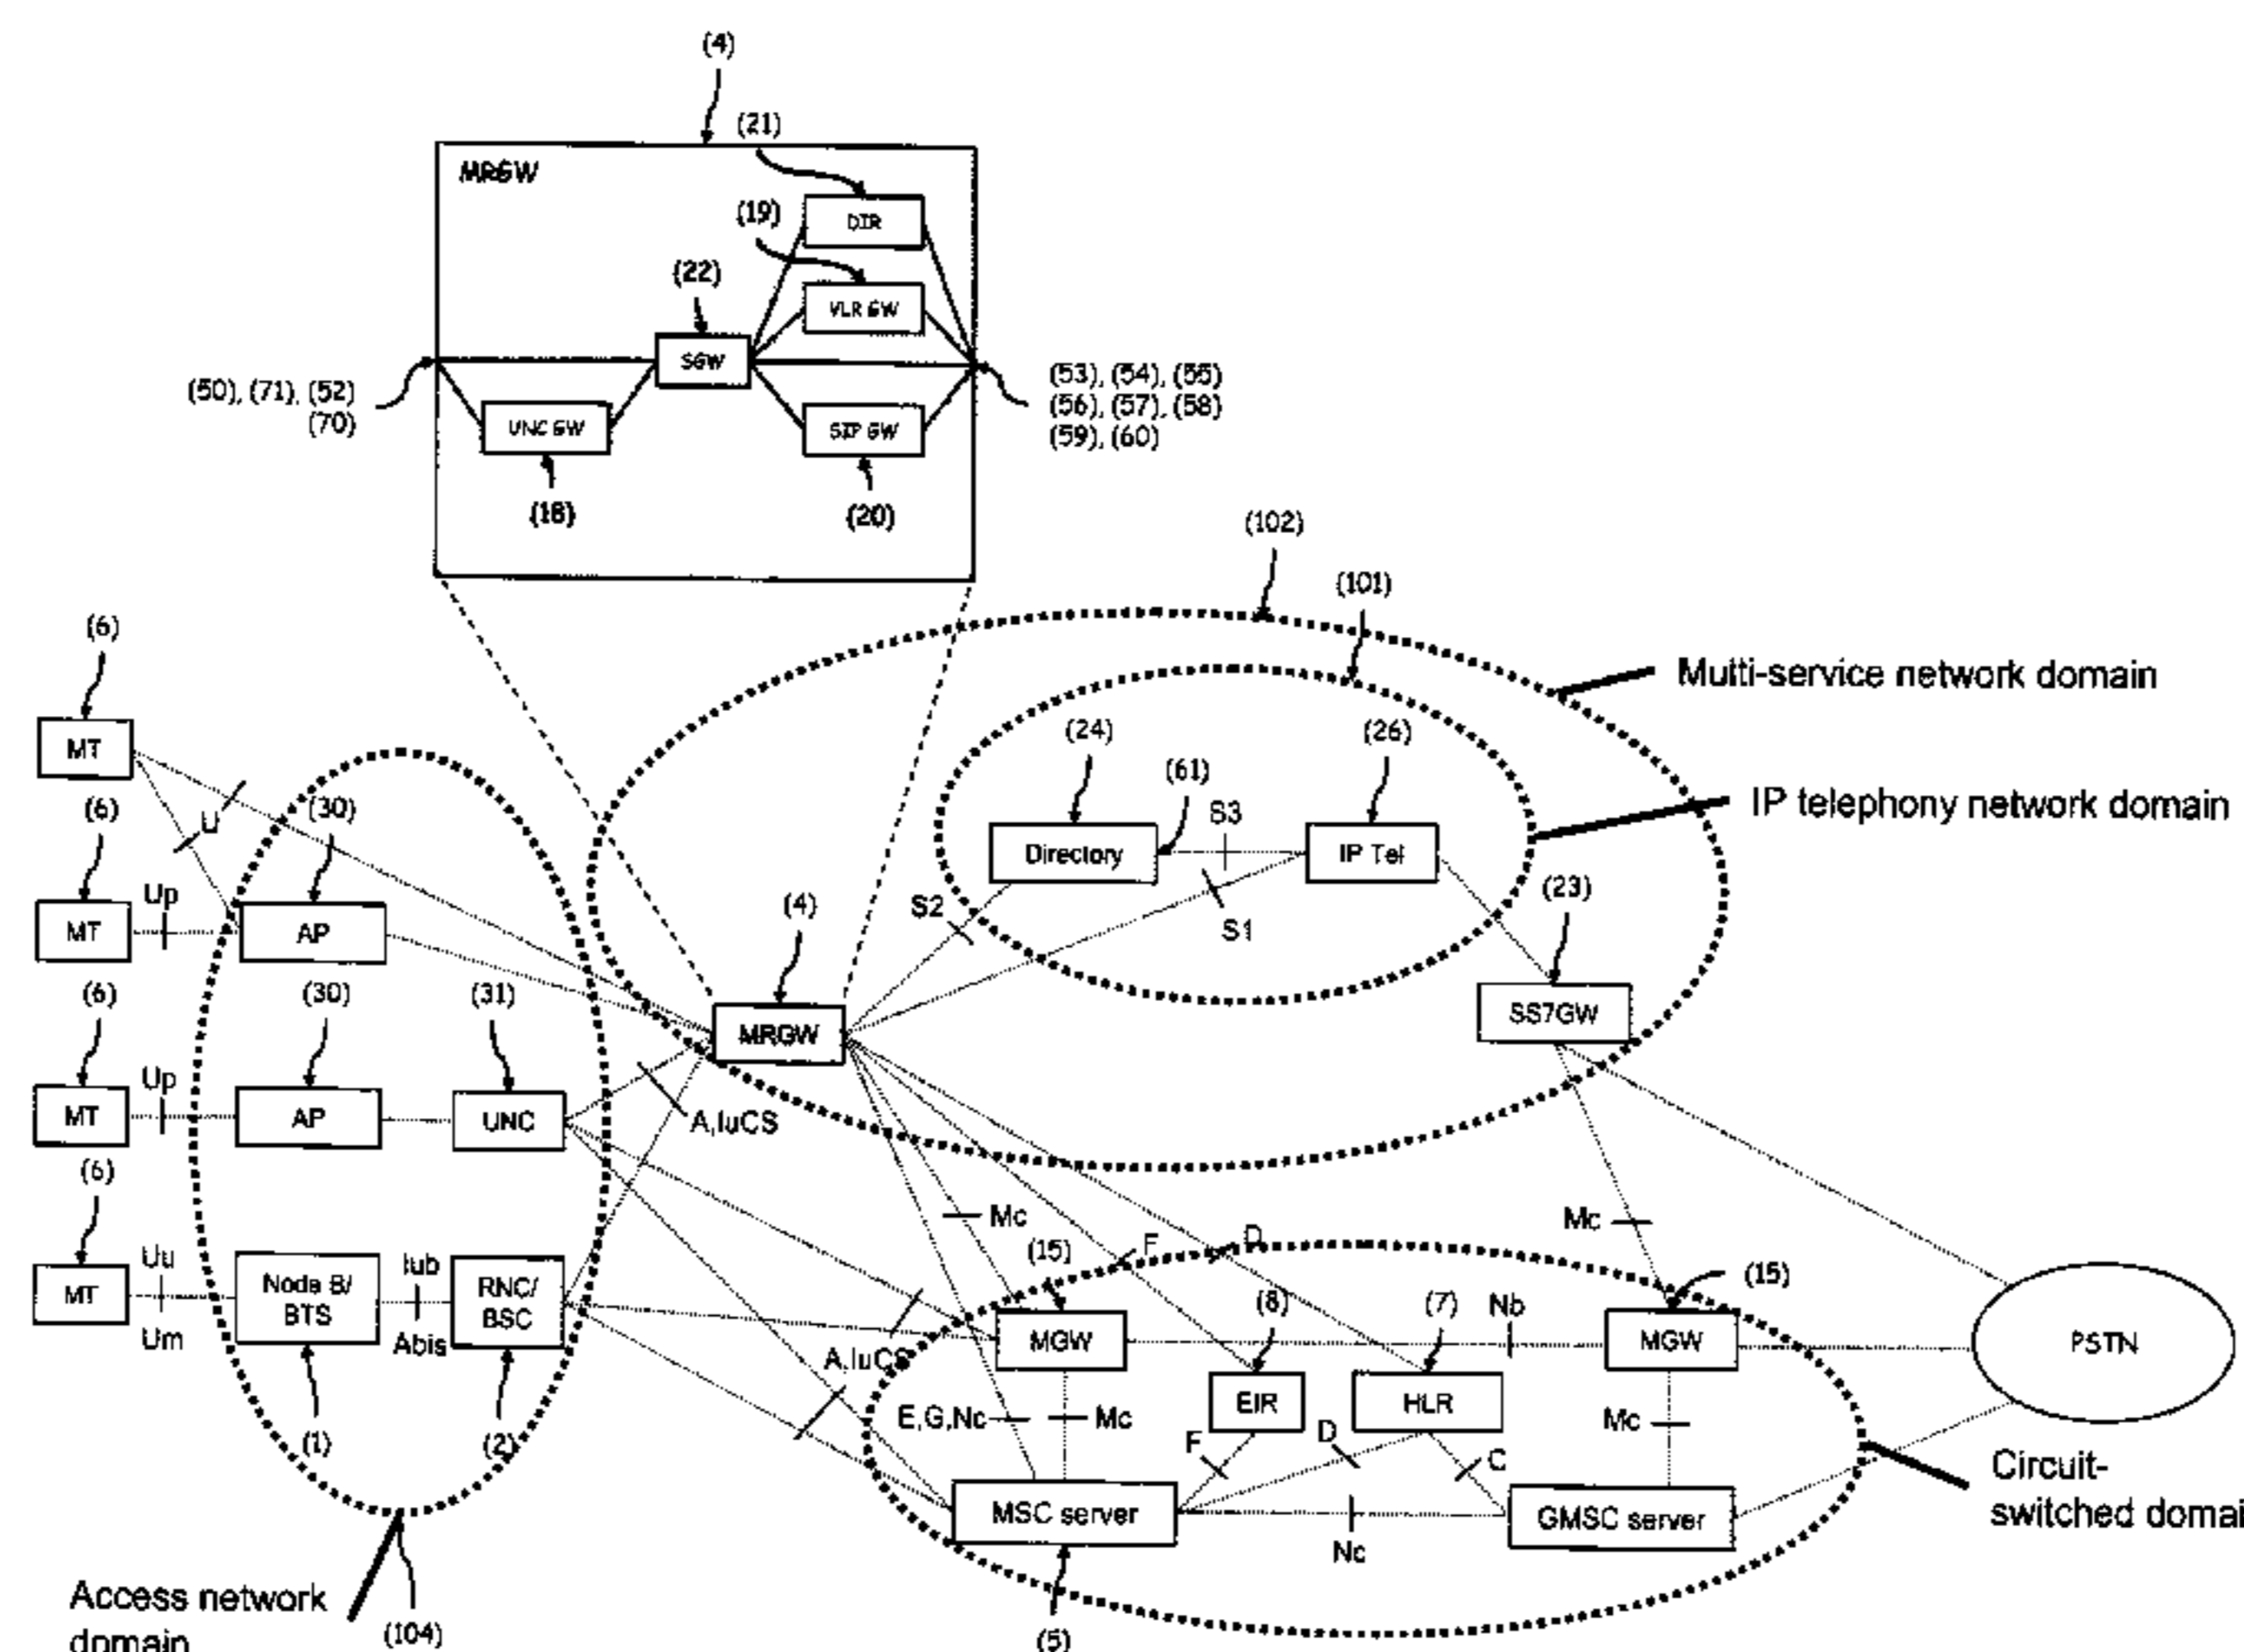 (4)
(21)
MRGW
DIR
(19)
(22)
VLR GW
SGW
(50), (71), (52)
(70)
(53), (54), (55)
(56), (57), (58)
(59), (60)
UNC GW
SIP GW
(18)
(20)
(102)
(101)
(6)
Multi-service network domain
(24)
(26)
MT
(61)
U
(6)
(30)
S3
IP telephony network domain
Directory
IP Tel
(23)
Up
(4)
S2
S1
MT
AP
(6)
(30)
(31)
SS7GW
MRGW
Up
MT
AP
UNC
A,IuCS
(6)
Mc
Mc
F
D
(15)
Uu
Iub
(15)
MT
Node B/
BTS
RNC/
BSC
(8)
(7)
Nb
Um
Abis
MGW
MGW
PSTN
A,IuCS
EIR
HLR
E,G,Nc
Mc
Mc
(1)
(2)
F
D
C
Circuit-
switched domai
MSC server
GMSC server
Nc
Access network
domain
(104)
(5)